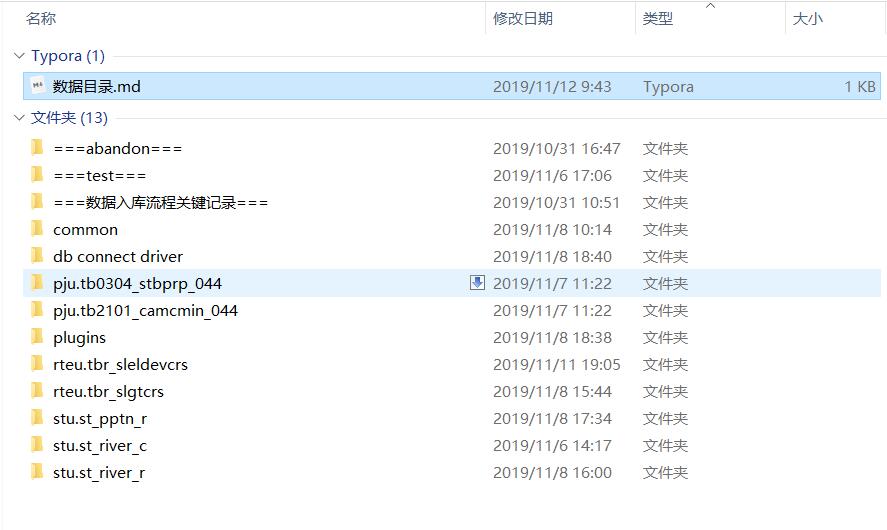 名称 修改日期 类型 大小
Typora (1)
数据目录.md 2019/11/12 9:43 Typora 1 KB
文件夹 (13)
===abandon=== 2019/10/31 16:47 文件夹
===test=== 2019/11/6 17:06 文件夹
===数据入库流程关键记录=== 2019/10/31 10:51 文件夹
common 2019/11/8 10:14 文件夹
db connect driver 2019/11/8 18:40 文件夹
pju.tb0304_stbprp_044 2019/11/7 11:22 文件夹
pju.tb2101_camcmin_044 2019/11/7 11:22 文件夹
plugins 2019/11/8 18:38 文件夹
rteu.tbr_sleldevcrs 2019/11/11 19:05 文件夹
rteu.tbr_slgtcrs 2019/11/8 15:44 文件夹
stu.st_pptn_r 2019/11/8 17:34 文件夹
stu.st_river_c 2019/11/6 14:17 文件夹
stu.st_river_r 2019/11/8 16:00 文件夹